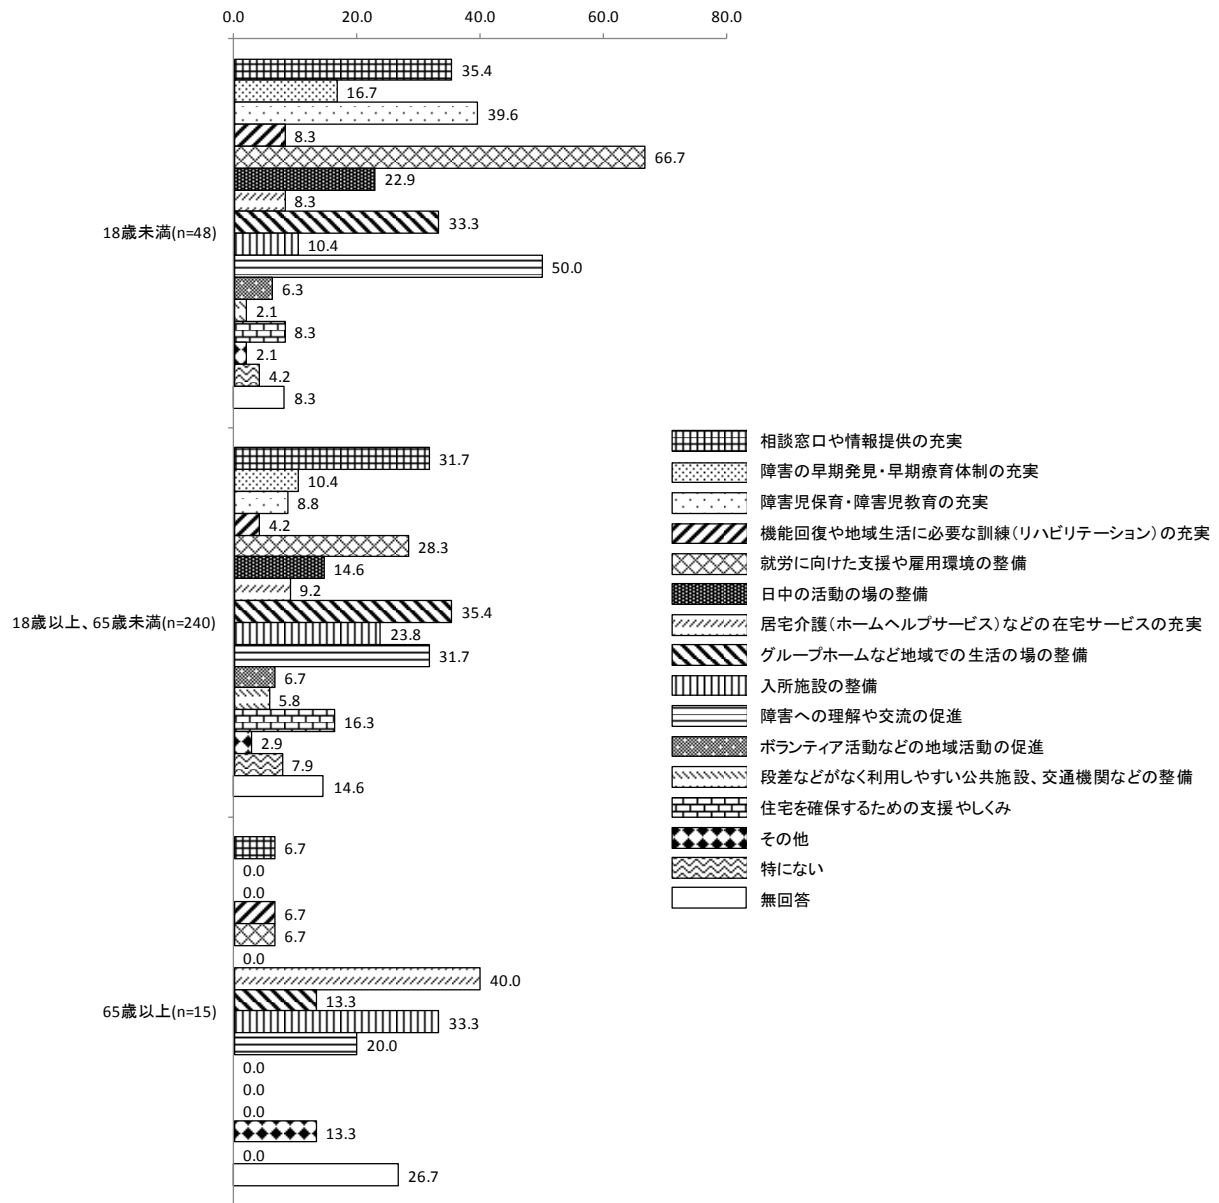 0.0 20.0 40.0 60.0 80.0
18歳未満(n=48)
35.4
16.7
39.6
8.3
66.7
22.9
8.3
33.3
10.4
50.0
6.3
2.1
8.3
2.1
4.2
8.3
18歳以上、65歳未満(n=240)
31.7
10.4
8.8
4.2
28.3
14.6
9.2
35.4
23.8
31.7
6.7
5.8
16.3
2.9
7.9
14.6
65歳以上(n=15)
6.7
0.0
0.0
6.7
6.7
0.0
40.0
13.3
33.3
20.0
0.0
0.0
0.0
13.3
0.0
26.7
相談窓口や情報提供の充実
障害の早期発見・早期療育体制の充実
障害児保育・障害児教育の充実
機能回復や地域生活に必要な訓練(リハビリテーション)の充実
就労に向けた支援や雇用環境の整備
日中の活動の場の整備
居宅介護(ホームヘルプサービス)などの在宅サービスの充実
グループホームなど地域での生活の場の整備
入所施設の整備
障害への理解や交流の促進
ボランティア活動などの地域活動の促進
段差などがなく利用しやすい公共施設、交通機関などの整備
住宅を確保するための支援やしくみ
その他
特にない
無回答